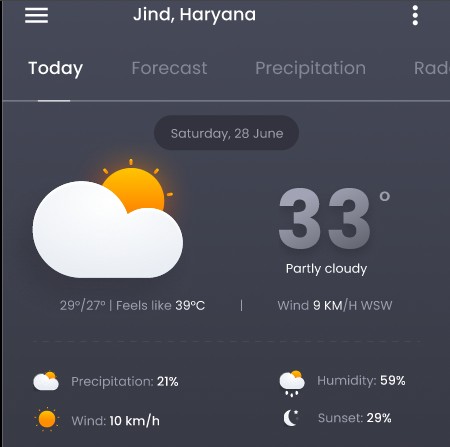 Jind, Haryana
Today Forecast Precipitation Rad
Saturday, 28 June
33°
Partly cloudy
29°/27° | Feels like 39°C | Wind 9 KM/H WSW
Precipitation: 21% Humidity: 59%
Wind: 10 km/h Sunset: 29%